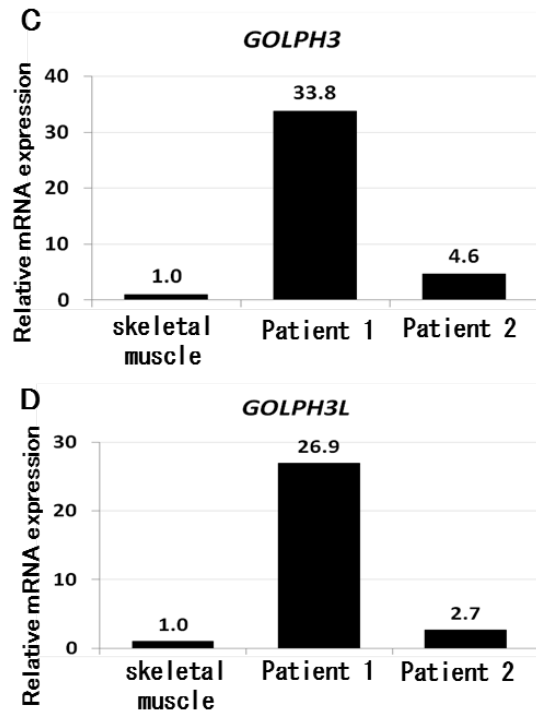 C
GOLPH3
Relative mRNA expression
40
30
20
10
0
1.0
33.8
4.6
skeletal
muscle
Patient 1
Patient 2
D
GOLPH3L
Relative mRNA expression
30
20
10
0
1.0
26.9
2.7
skeletal
muscle
Patient 1
Patient 2